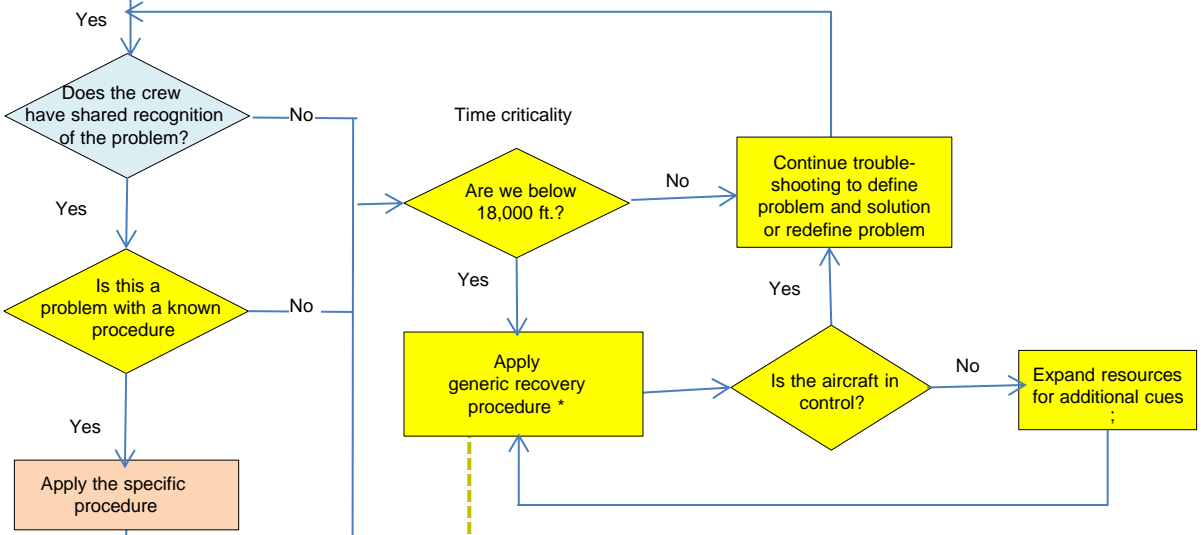 Yes
Does the crew
have shared recognition
of the problem?
No
Yes
Is this a
problem with a known
procedure
No
Yes
Apply the specific
procedure
Time criticality
Are we below
18,000 ft.?
No
Yes
Continue trouble-
shooting to define
problem and solution
or redefine problem
Apply
generic recovery
procedure *
Yes
Is the aircraft in
control?
No
Expand resources
for additional cues
;